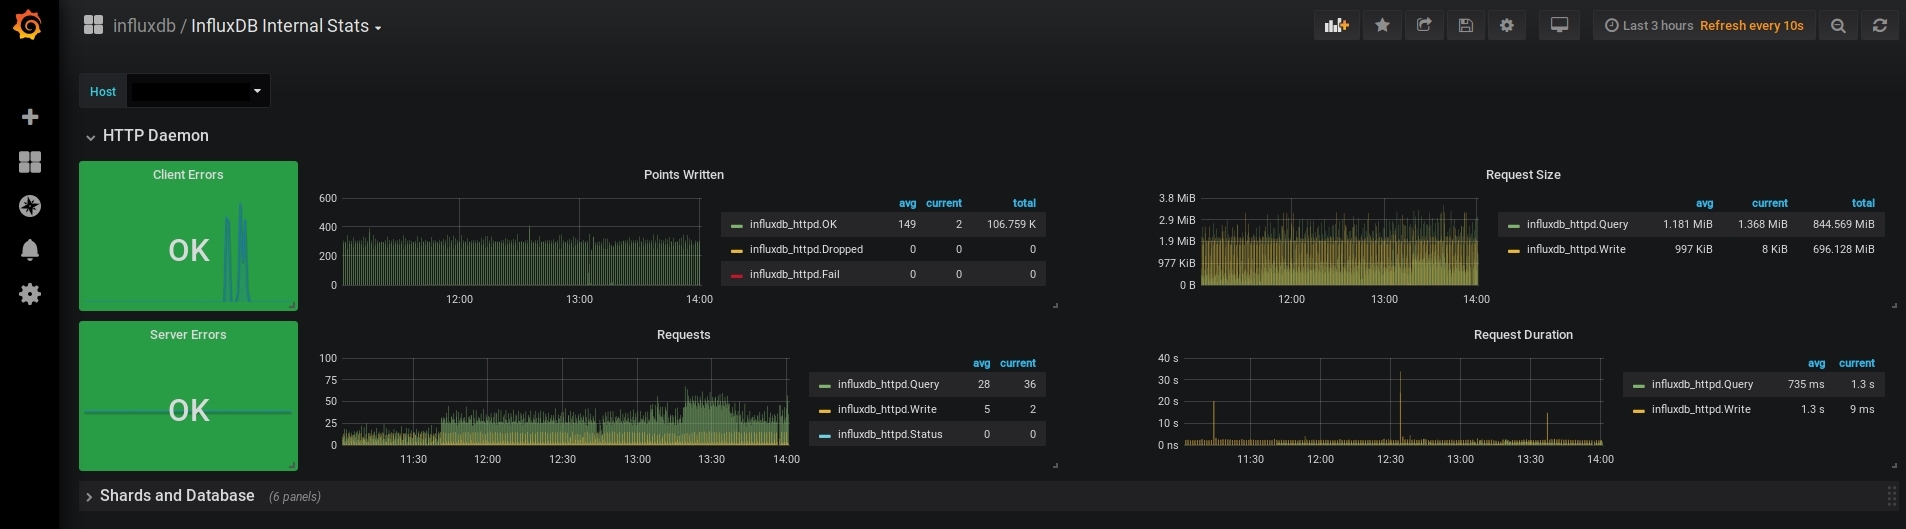 influxdb / InfluxDB Internal Stats
Last 3 hours Refresh every 10s
Host
HTTP Daemon
Client Errors
OK
Points Written
600
400
200
0
12:00 13:00 14:00
avg current total
influxdb_httpd.OK 149 2 106.759 K
influxdb_httpd.Dropped 0 0 0
influxdb_httpd.Fail 0 0 0
Request Size
3.8 MiB
2.9 MiB
1.9 MiB
977 KiB
0 B
12:00 13:00 14:00
avg current total
influxdb_httpd.Query 1.181 MiB 1.368 MiB 844.569 MiB
influxdb_httpd.Write 997 KiB 8 KiB 696.128 MiB
Server Errors
OK
Requests
100
75
50
25
0
11:30 12:00 12:30 13:00 13:30 14:00
avg current
influxdb_httpd.Query 28 36
influxdb_httpd.Write 5 2
influxdb_httpd.Status 0 0
Request Duration
40 s
30 s
20 s
10 s
0 ns
11:30 12:00 12:30 13:00 13:30 14:00
avg current
influxdb_httpd.Query 735 ms 1.3 s
influxdb_httpd.Write 1.3 s 9 ms
Shards and Database (6 panels)